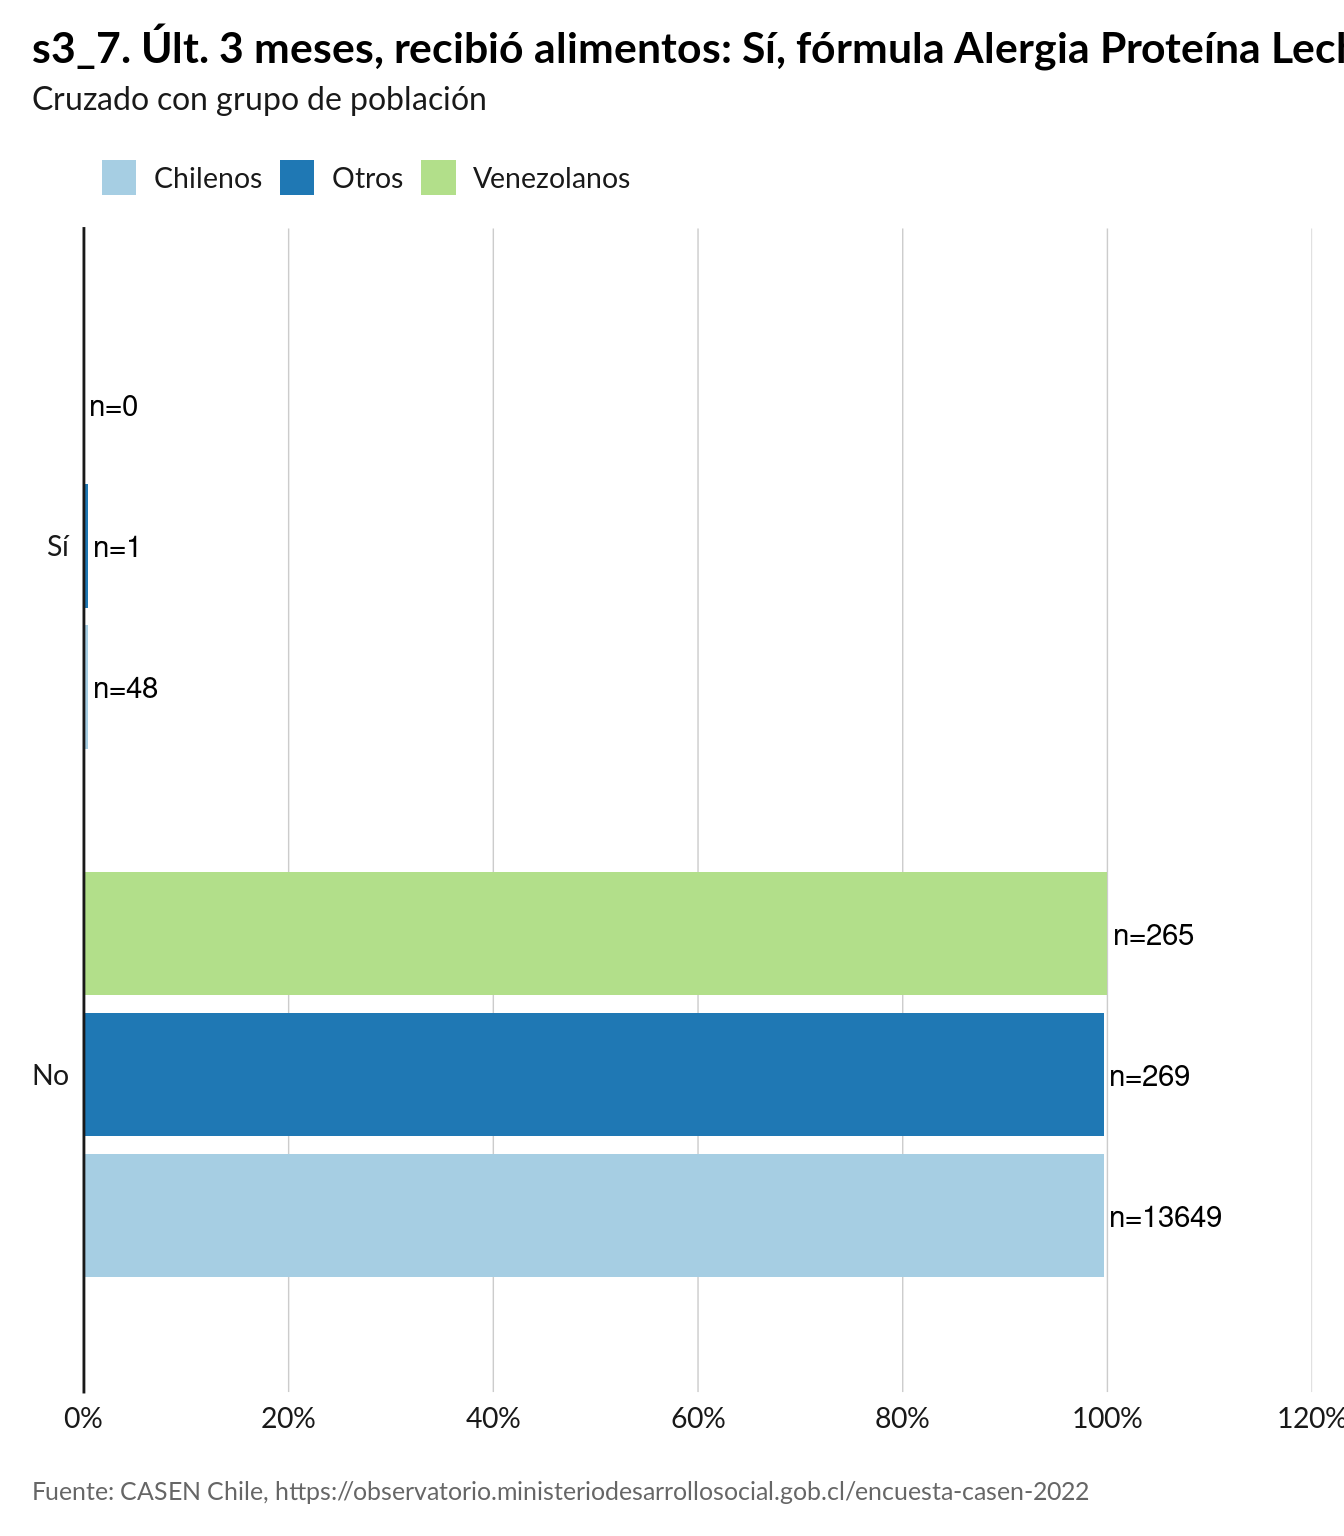 s3_7. Últ. 3 meses, recibió alimentos: Sí, fórmula Alergia Proteína
Cruzado con grupo de población
Chilenos Otros Venezolanos
n=0
Sí n=1
n=48
n=265
No n=269
n=13649
0% 20% 40% 60% 80% 100% 120%
Fuente: CASEN Chile, https://observatorio.ministeriodesarrollosocial.gob.cl/encuesta-casen-2022